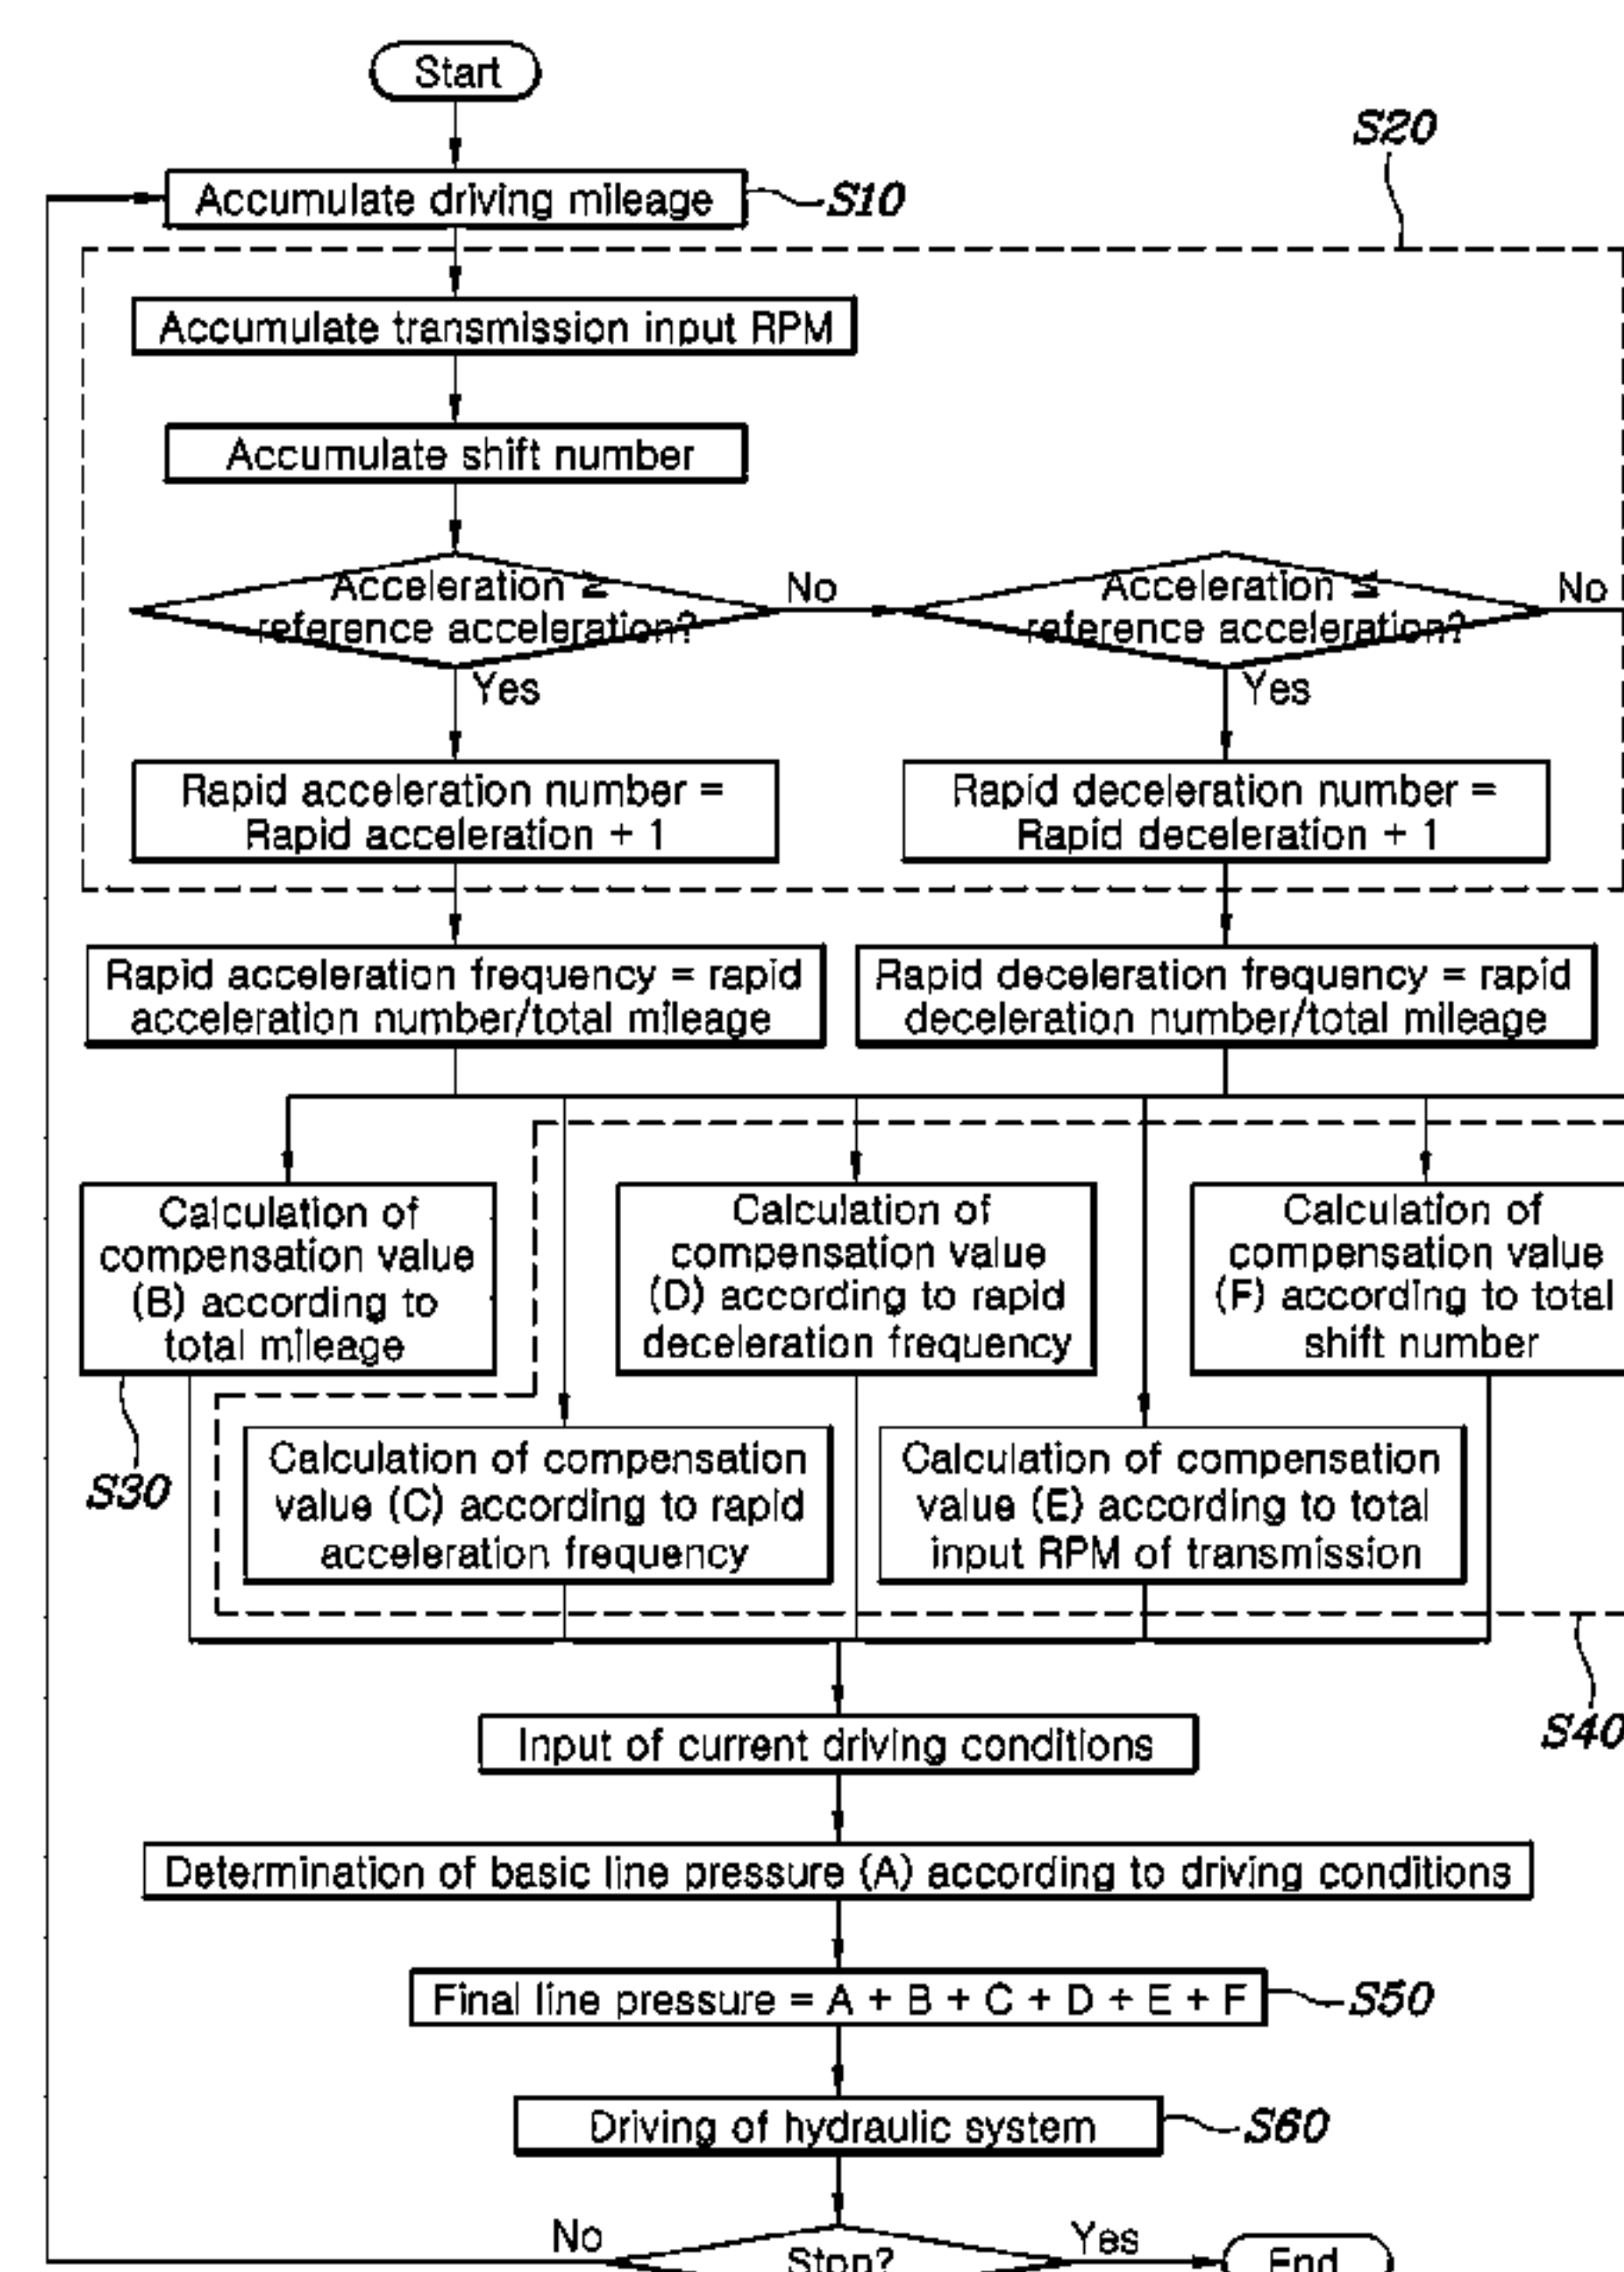 Start
S20
Accumulate driving mileage
S10
Accumulate transmission input RPM
Accumulate shift number
Acceleration ≥
reference acceleration?
No
Acceleration ≤
reference acceleration?
No
Yes
Yes
Rapid acceleration number =
Rapid acceleration + 1
Rapid deceleration number =
Rapid deceleration + 1
Rapid acceleration frequency = rapid
acceleration number/total mileage
Rapid deceleration frequency = rapid
deceleration number/total mileage
Calculation of
compensation value
(B) according to
total mileage
Calculation of
compensation value
(D) according to rapid
deceleration frequency
Calculation of
compensation value
(F) according to total
shift number
S30
Calculation of compensation
value (C) according to rapid
acceleration frequency
Calculation of compensation
value (E) according to total
input RPM of transmission
S40
Input of current driving conditions
Determination of basic line pressure (A) according to driving conditions
Final line pressure = A + B + C + D + E + F
S50
Driving of hydraulic system
S60
No
Stop?
Yes
End